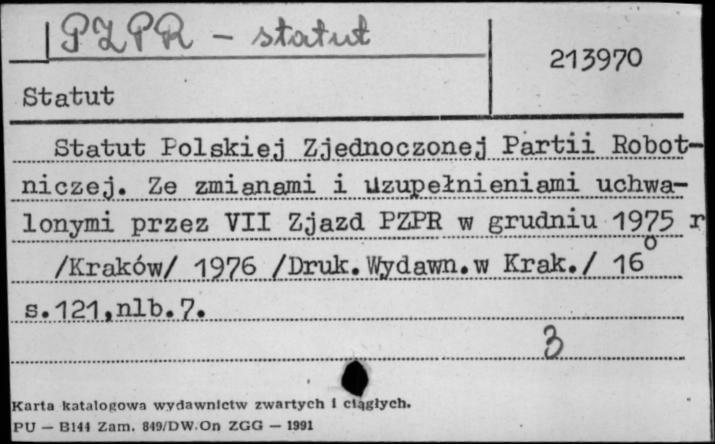 PZPR - statut
213970
Statut
Statut Polskiej Zjednoczonej Partii Robot-
niczej. Ze zmianami i uzupełnieniami uchwa-
lonymi przez VII Zjazd PZPR w grudniu 1975 r
/Kraków/ 1976 /Druk.Wydawn.w Krak./ 16°
s.121,nlb.7.
3
Karta katalogowa wydawnictw zwartych i ciągłych.
PU — B144 Zam. 849/DW.On ZGG — 1991